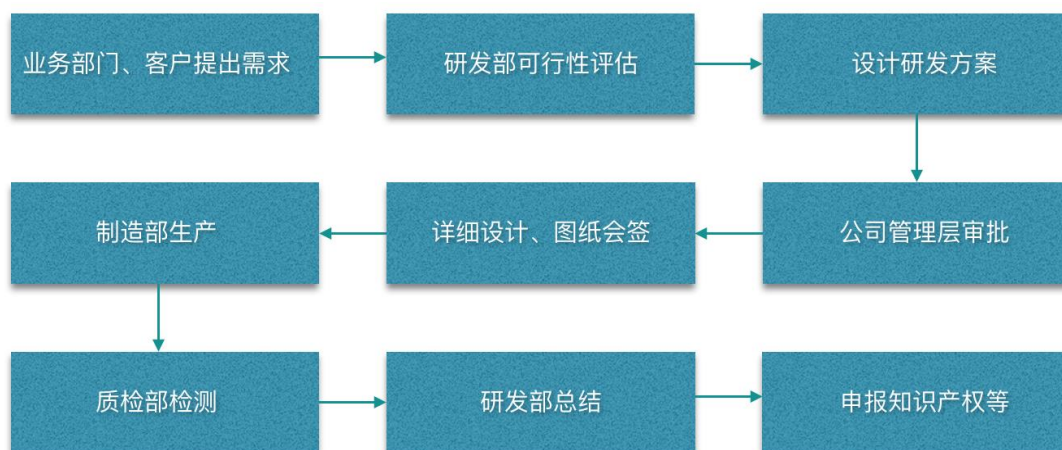 业务部门、客户提出需求
研发部可行性评估
设计研发方案
公司管理层审批
详细设计、图纸会签
制造部生产
质检部检测
研发部总结
申报知识产权等